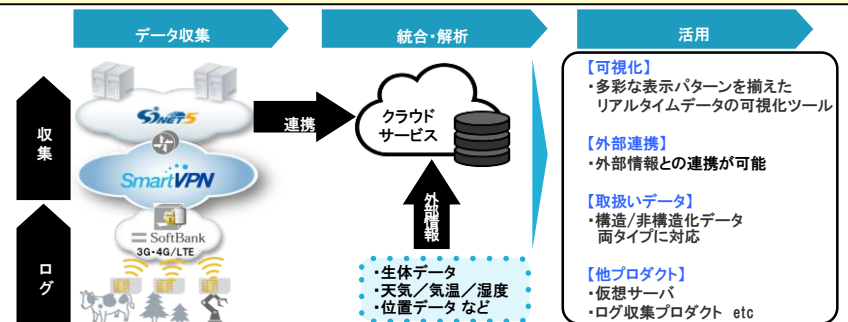 データ収集
統合・解析
活用
収集
ログ
SINET5
SmartVPN
SoftBank
3G・4G/LTE
連携
クラウド
サービス
外部情報
・生体データ
・天気／気温／湿度
・位置データ など
【可視化】
・多彩な表示パターンを揃えた
リアルタイムデータの可視化ツール
【外部連携】
・外部情報との連携が可能
【取扱いデータ】
・構造/非構造化データ
両タイプに対応
【他プロダクト】
・仮想サーバ
・ログ収集プロダクト etc